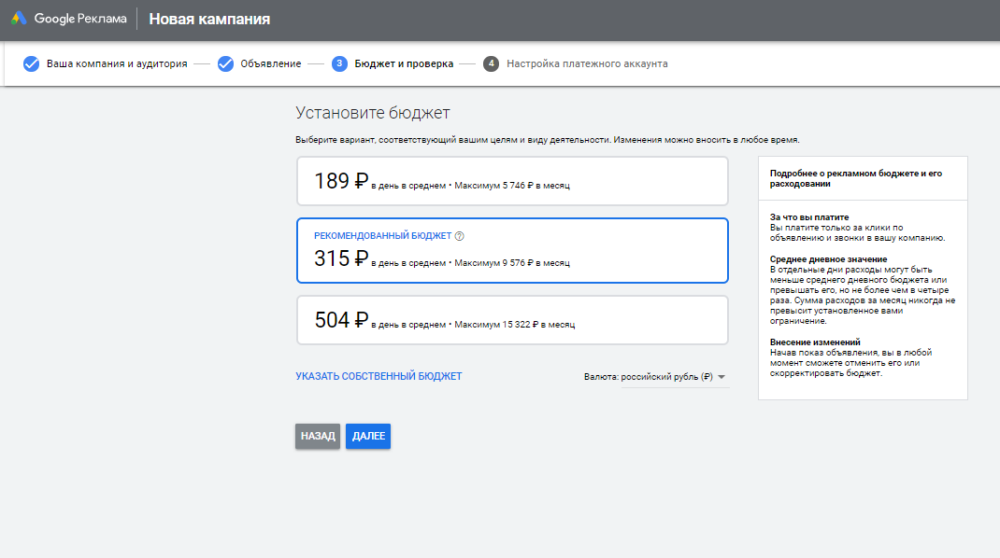 Google Реклама
Новая кампания
Ваша компания и аудитория
Объявление
3 Бюджет и проверка
4 Настройка платежного аккаунта
Установите бюджет
Выберите вариант, соответствующий вашим целям и виду деятельности. Изменения можно вносить в любое время.
189 ₽ в день в среднем • Максимум 5 746 ₽ в месяц
РЕКОМЕНДОВАННЫЙ БЮДЖЕТ ?
315 ₽ в день в среднем • Максимум 9 576 ₽ в месяц
504 ₽ в день в среднем • Максимум 15 322 ₽ в месяц
УКАЗАТЬ СОБСТВЕННЫЙ БЮДЖЕТ
Валюта: российский рубль (₽)
НАЗАД
ДАЛЕЕ
Подробнее о рекламном бюджете и его
расходовании
За что вы платите
Вы платите только за клики по
объявлению и звонки в вашу компанию.
Среднее дневное значение
В отдельные дни расходы могут быть
меньше среднего дневного бюджета или
превышать его, но не более чем в четыре
раза. Сумма расходов за месяц никогда не
превысит установленное вами
ограничение.
Внесение изменений
Начав показ объявления, вы в любой
момент сможете отменить его или
скорректировать бюджет.